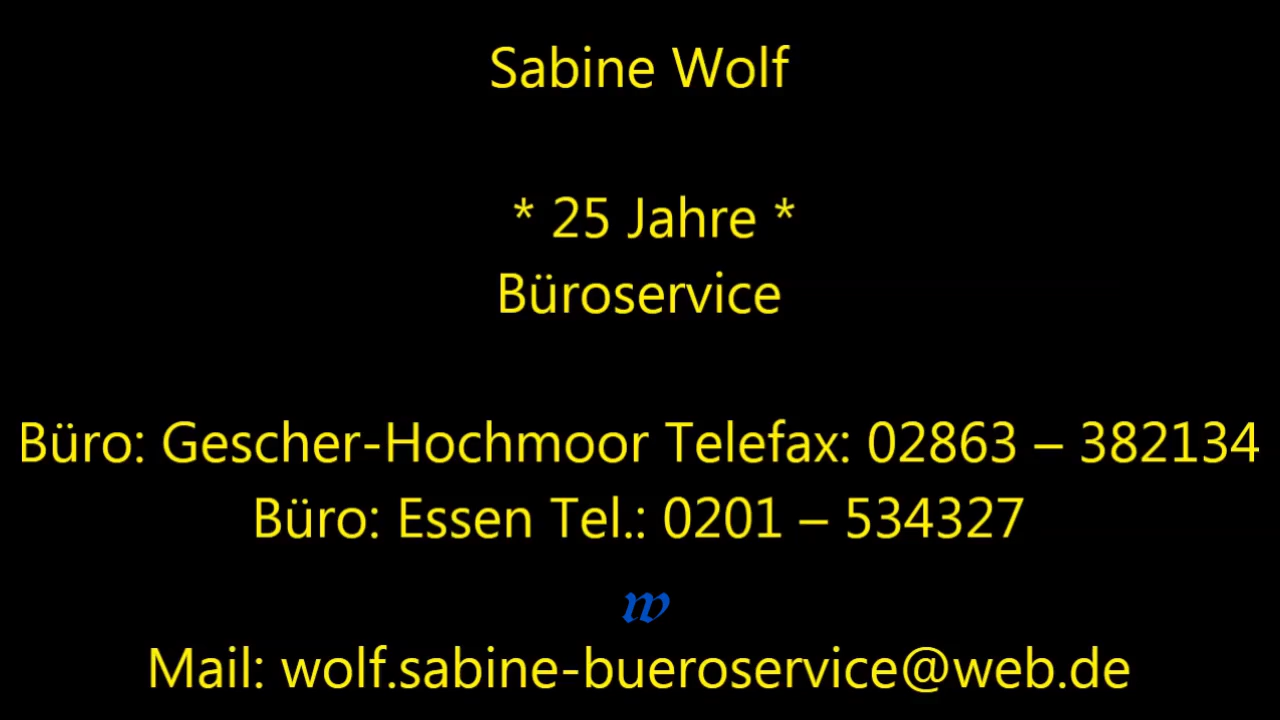 Sabine Wolf
* 25 Jahre *
Büroservice
Büro: Gescher-Hochmoor Telefax: 02863 – 382134
Büro: Essen Tel.: 0201 – 534327
w
Mail: wolf.sabine-bueroservice@web.de